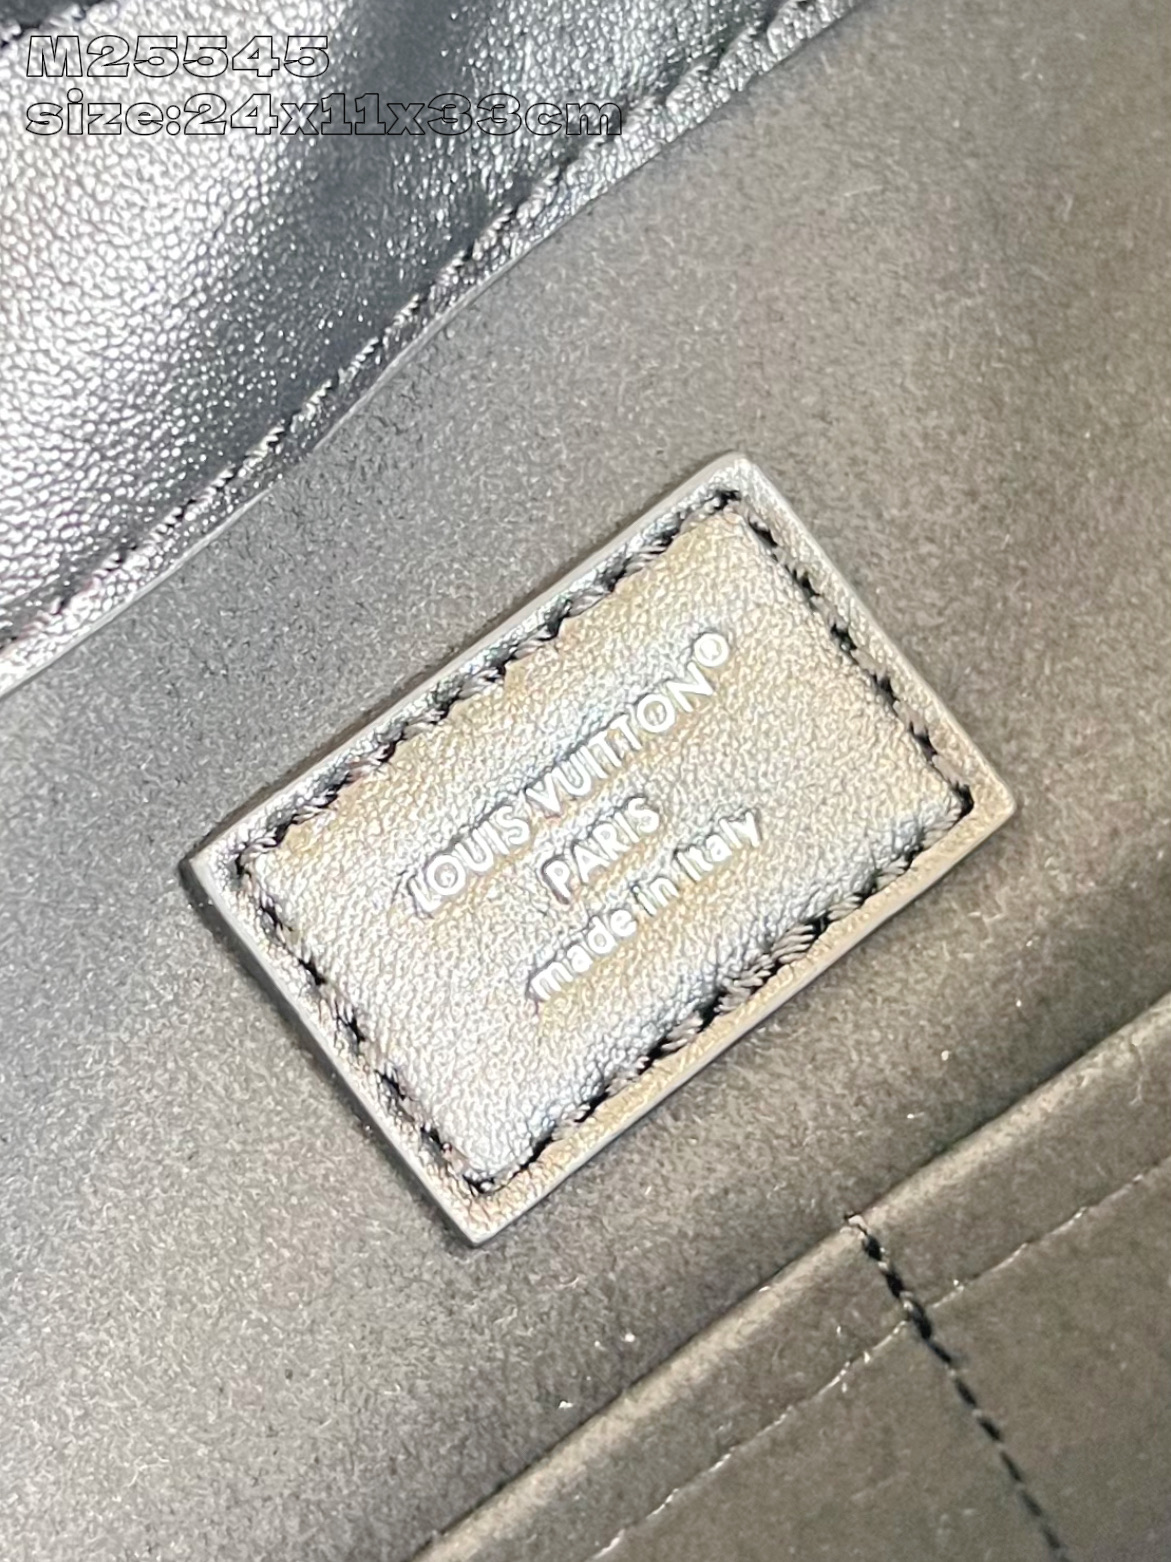 M25545
size:24x11x33cm
LOUIS VUITTON®
PARIS
made in italy